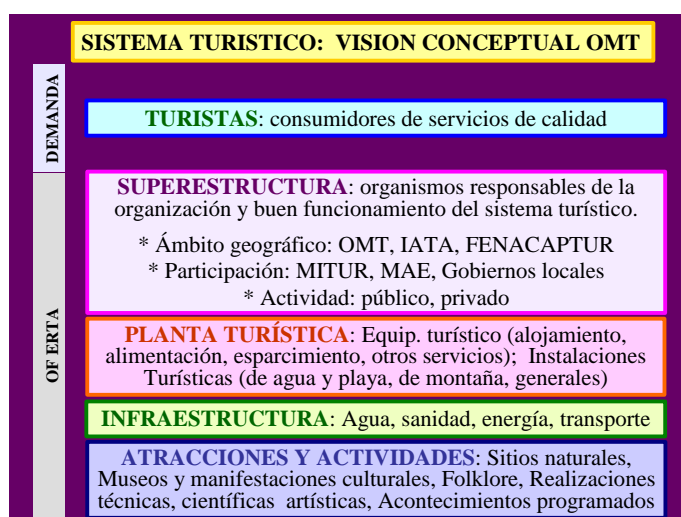 SISTEMA TURISTICO: VISION CONCEPTUAL OMT
DEMANDA
TURISTAS: consumidores de servicios de calidad
OF ERTA
SUPERESTRUCTURA: organismos responsables de la
organización y buen funcionamiento del sistema turístico.
* Ámbito geográfico: OMT, IATA, FENACAPTUR
* Participación: MITUR, MAE, Gobiernos locales
* Actividad: público, privado
PLANTA TURÍSTICA: Equip. turístico (alojamiento,
alimentación, esparcimiento, otros servicios); Instalaciones
Turísticas (de agua y playa, de montaña, generales)
INFRAESTRUCTURA: Agua, sanidad, energía, transporte
ATRACCIONES Y ACTIVIDADES: Sitios naturales,
Museos y manifestaciones culturales, Folklore, Realizaciones
técnicas, científicas artísticas, Acontecimientos programados